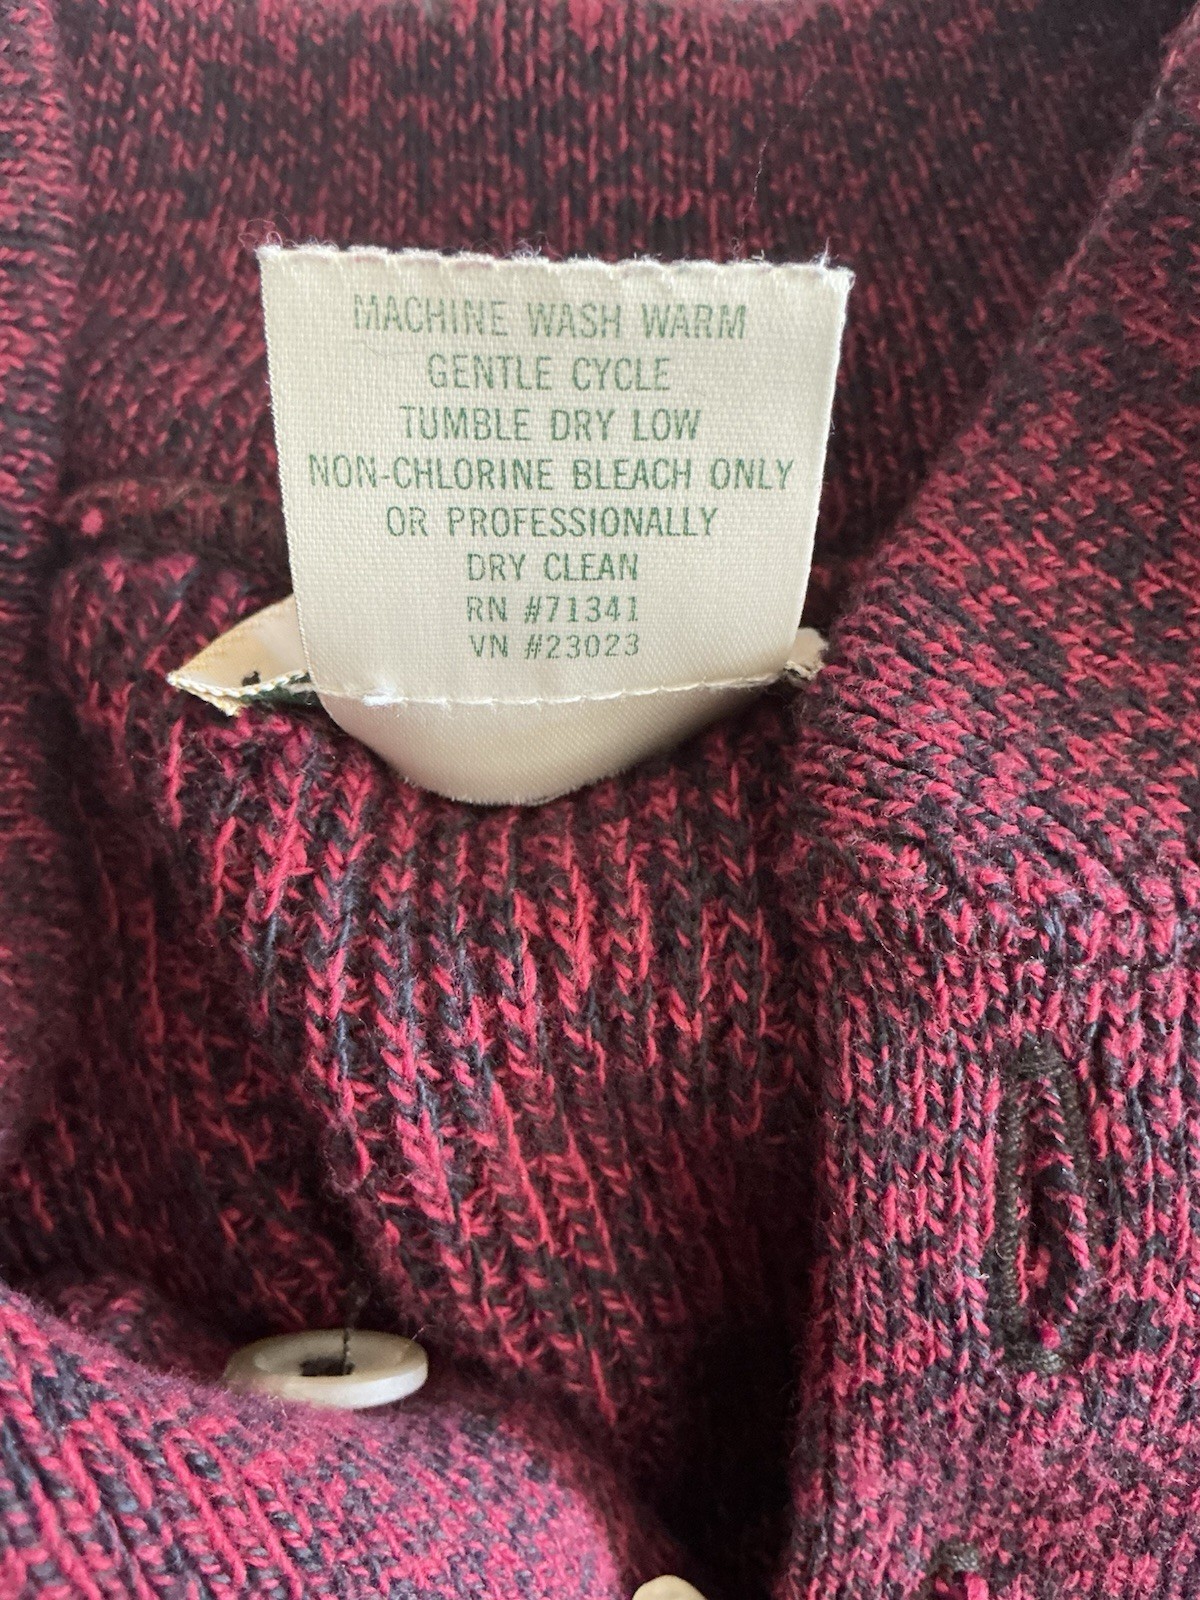 MACHINE WASH WARM
GENTLE CYCLE
TUMBLE DRY LOW
NON-CHLORINE BLEACH ONLY
OR PROFESSIONALLY
DRY CLEAN
RN #71341
VN #23023